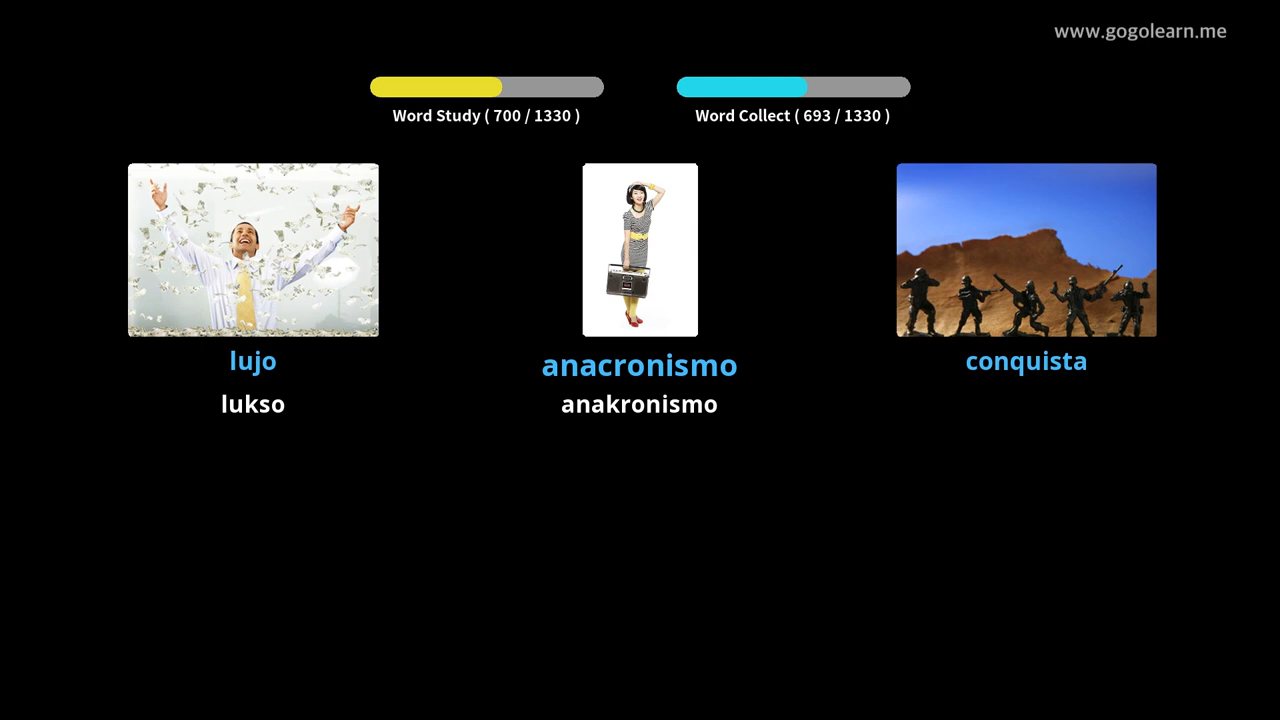 www.gogolearn.me
Word Study ( 700 / 1330 )
Word Collect ( 693 / 1330 )
lujo
lukso
anacronismo
anakronismo
conquista